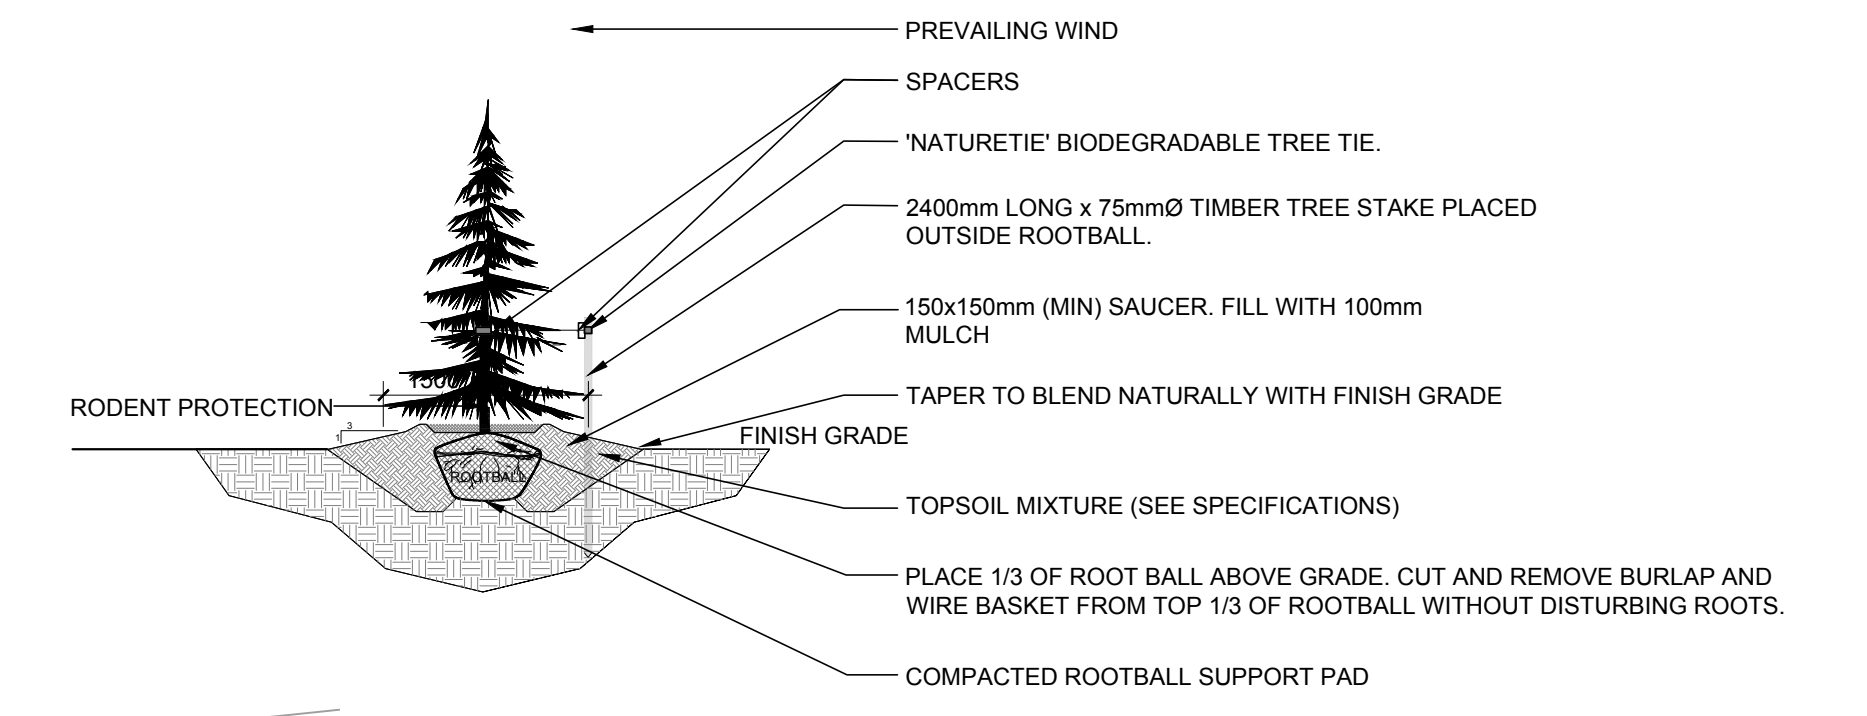 PREVAILING WIND
SPACERS
'NATURETIE' BIODEGRADABLE TREE TIE.
2400mm LONG x 75mmØ TIMBER TREE STAKE PLACED
OUTSIDE ROOTBALL.
150x150mm (MIN) SAUCER. FILL WITH 100mm
MULCH
TAPER TO BLEND NATURALLY WITH FINISH GRADE
RODENT PROTECTION
3
1
FINISH GRADE
ROOTBALL
TOPSOIL MIXTURE (SEE SPECIFICATIONS)
PLACE 1/3 OF ROOT BALL ABOVE GRADE. CUT AND REMOVE BURLAP AND
WIRE BASKET FROM TOP 1/3 OF ROOTBALL WITHOUT DISTURBING ROOTS.
COMPACTED ROOTBALL SUPPORT PAD